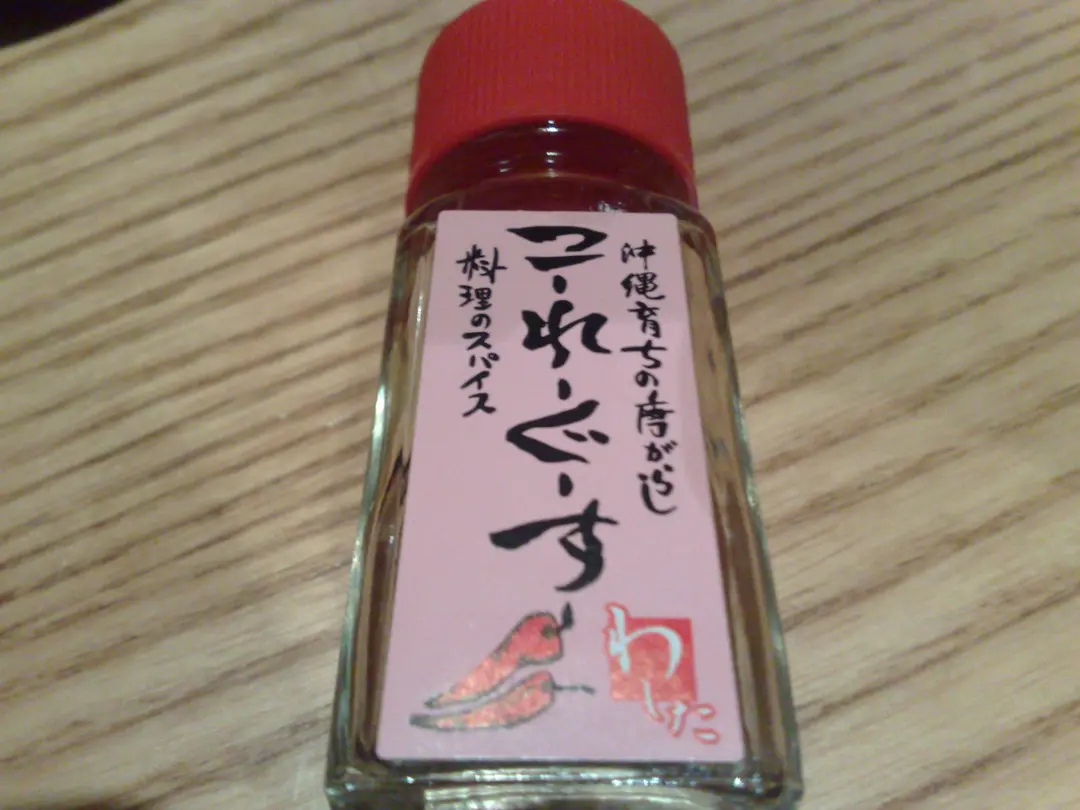 沖縄育ちの唐がらし
コーれーぐーす
料理のスパイス
わしたこ